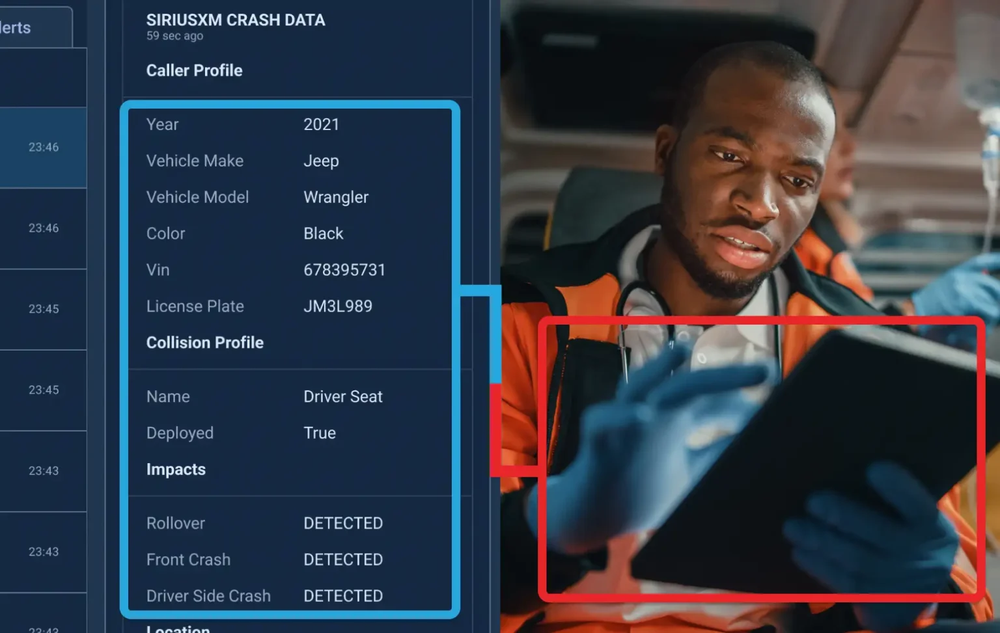 lerts
23:46
23:46
23:45
23:45
23:43
23:43
23:43
SIRIUSXM CRASH DATA
59 sec ago
Caller Profile
Year 2021
Vehicle Make Jeep
Vehicle Model Wrangler
Color Black
Vin 678395731
License Plate JM3L989
Collision Profile
Name Driver Seat
Deployed True
Impacts
Rollover DETECTED
Front Crash DETECTED
Driver Side Crash DETECTED
Location